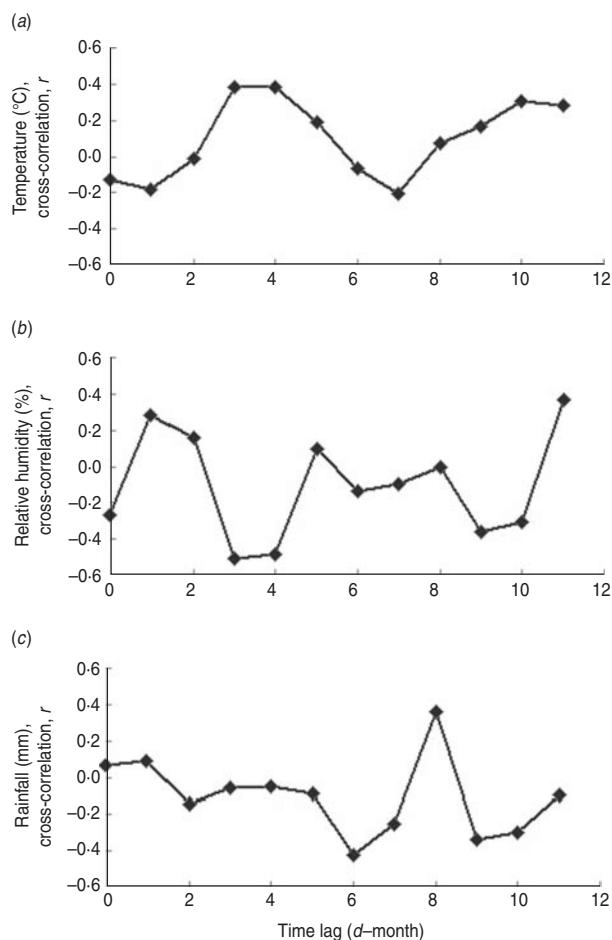 (a)
Temperature (°C),
cross-correlation, r
0·6
0·4
0·2
0·0
–0·2
–0·4
–0·6
0 2 4 6 8 10 12
(b)
Relative humidity (%),
cross-correlation, r
0·6
0·4
0·2
0·0
–0·2
–0·4
–0·6
0 2 4 6 8 10 12
(c)
Rainfall (mm),
cross-correlation, r
0·6
0·4
0·2
0·0
–0·2
–0·4
–0·6
0 2 4 6 8 10 12
Time lag (d–month)